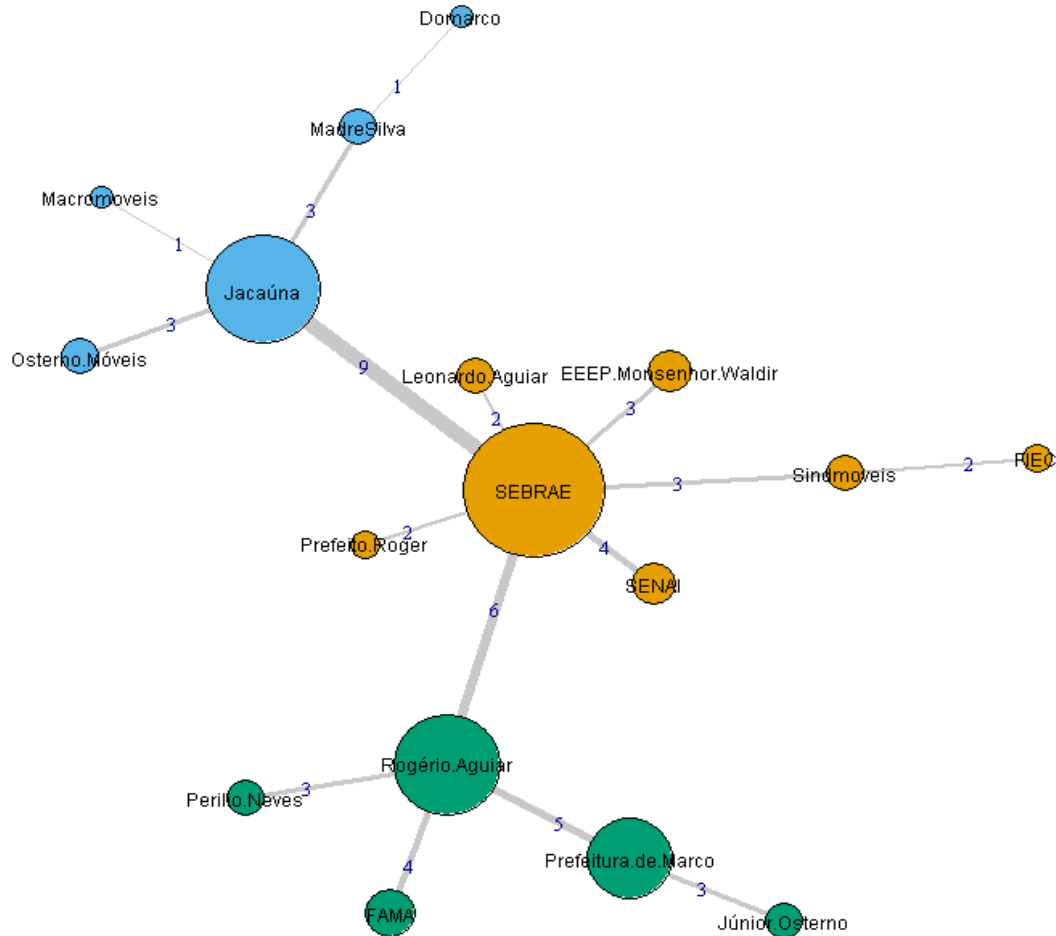 Domarco
1
MadreSilva
Macromoveis
3
1
Jacaúna
3
Osterno.Móveis
9
Leonardo.Aguiar
EEEP.Monsenhor.Waldir
2
3
Sindmoveis
FIEC
2
3
SEBRAE
2
Prefeito.Roger
4
SENAI
6
Rogério.Aguiar
3
Perillo.Neves
5
Prefeitura.de.Marco
4
3
FAMA
Júnior.Osterno